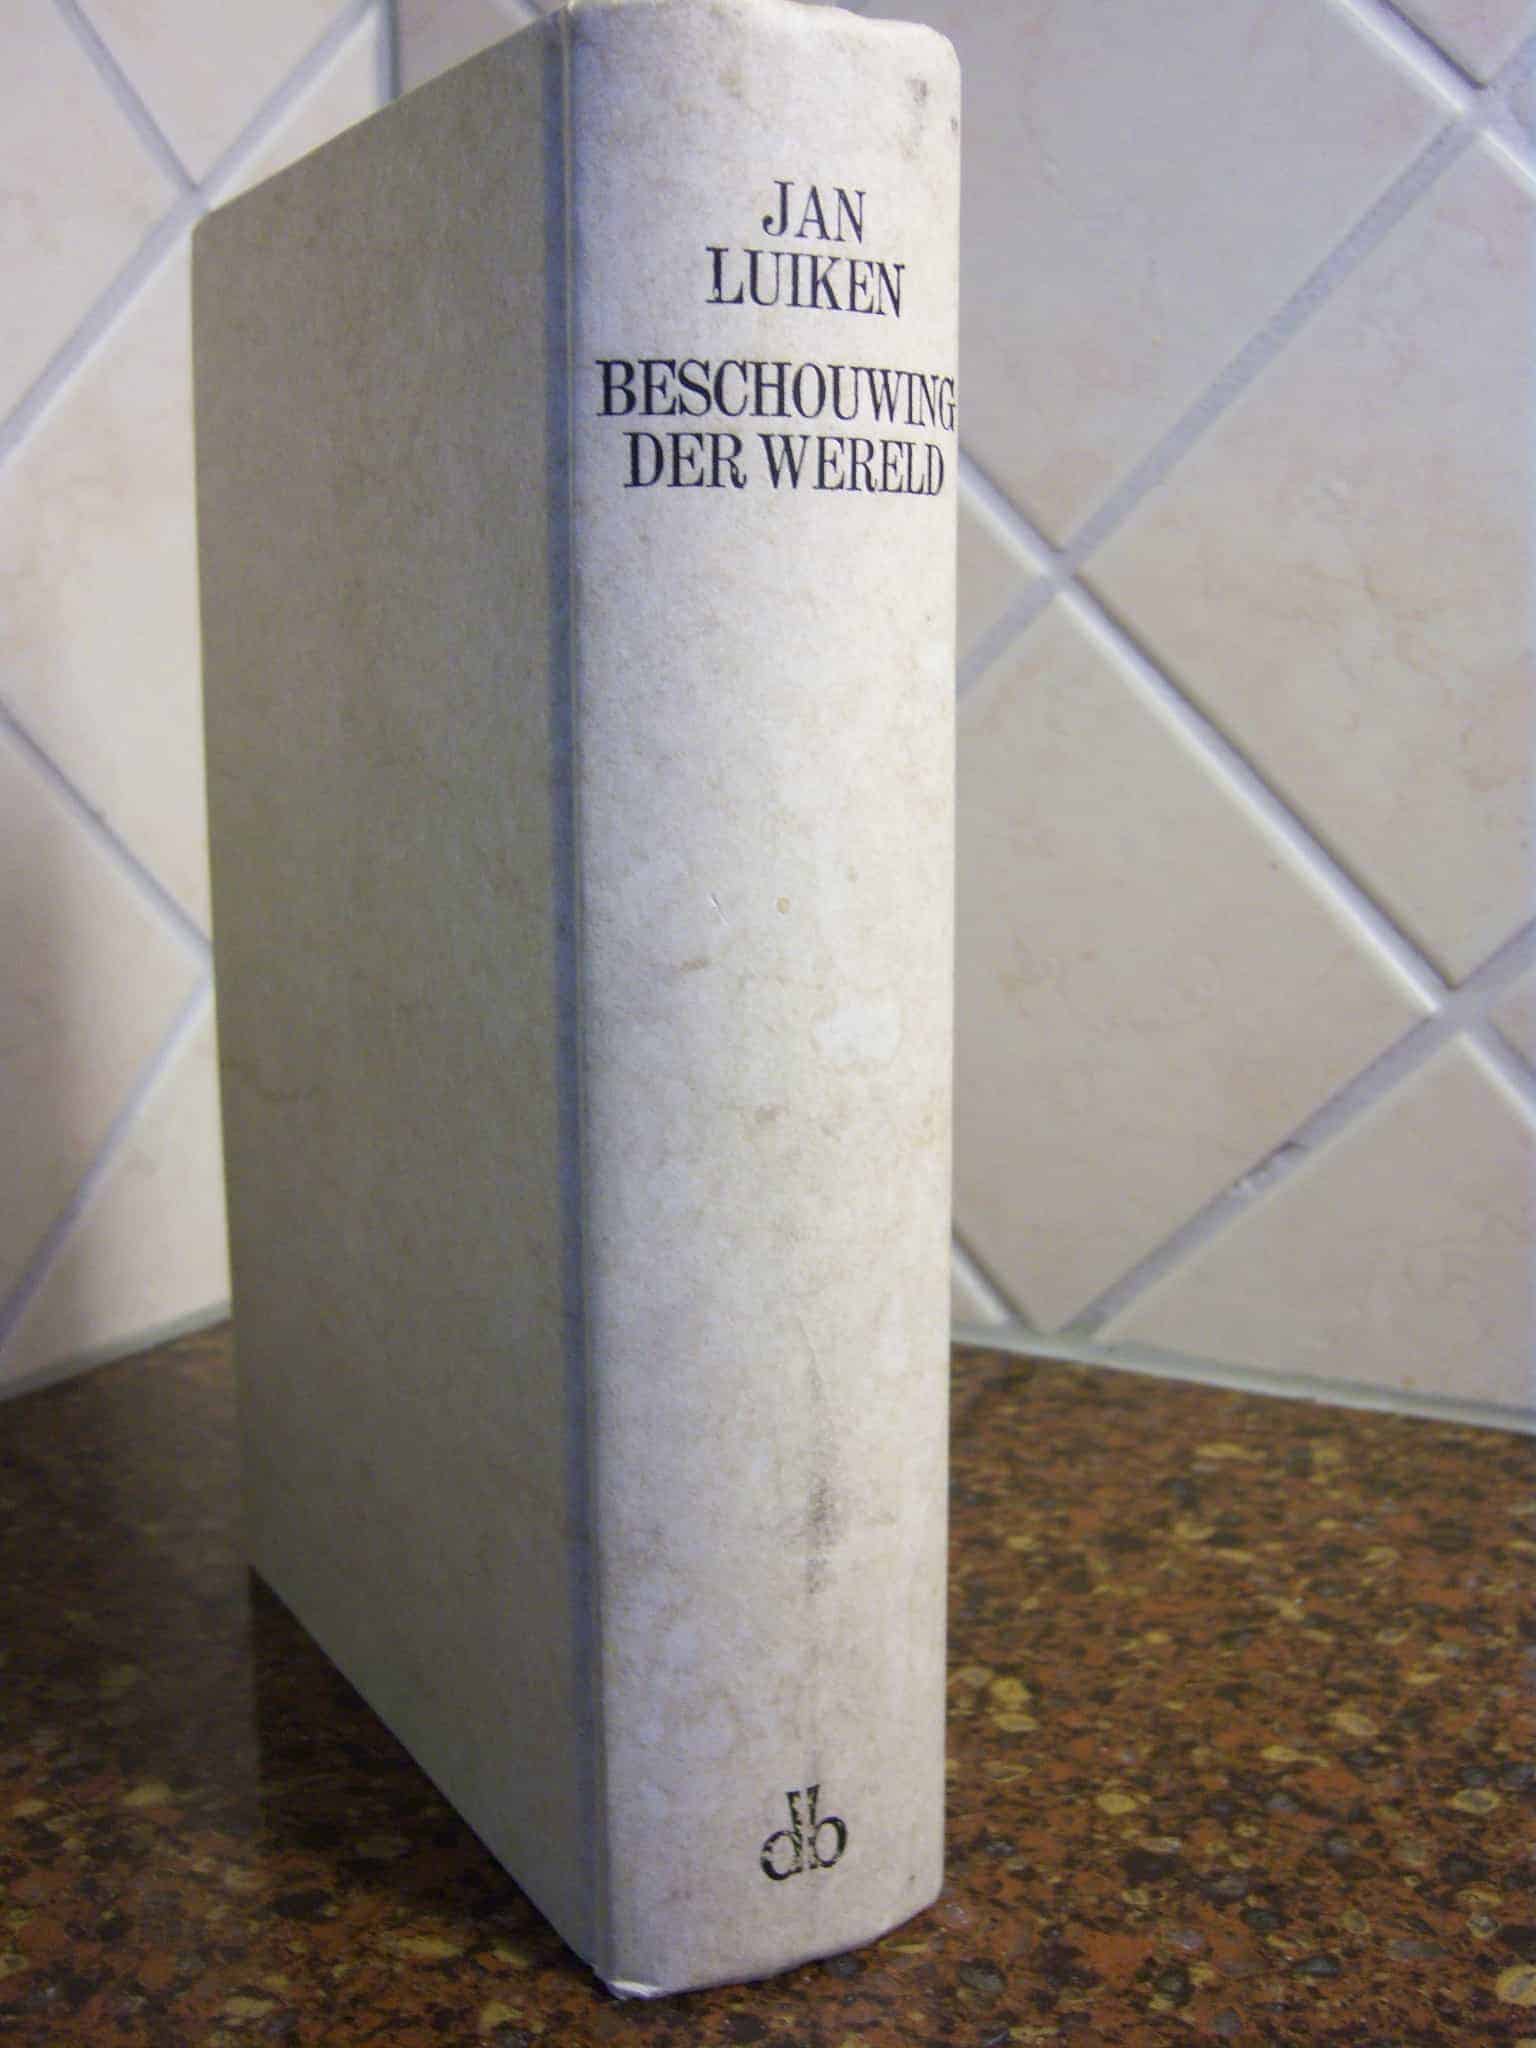 JAN
LUIKEN
BESCHOUWING
DER WERELD
db